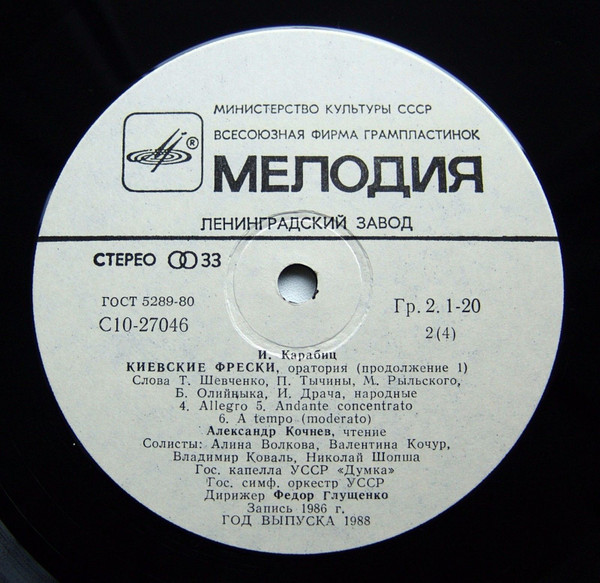 МИНИСТЕРСТВО КУЛЬТУРЫ СССР
ВСЕСОЮЗНАЯ ФИРМА ГРАМПЛАСТИНОК
®
МЕЛОДИЯ
ЛЕНИНГРАДСКИЙ ЗАВОД
СТЕРЕО 33
ГОСТ 5289-80
Гр. 2. 1-20
С10-27046
2(4)
И. Карабиц
КИЕВСКИЕ ФРЕСКИ, оратория (продолжение 1)
Слова Т. Шевченко, П. Тычины, М. Рыльского,
Б. Олийныка, И. Драча, народные
4. Allegro 5. Andante concentrato
6. A tempo (moderato)
Александр Кочнев, чтение
Солисты: Алина Волкова, Валентина Кочур,
Владимир Коваль, Николай Шопша
Гос. капелла УССР «Думка»
Гос. симф. оркестр УССР
Дирижер Федор Глущенко
Запись 1986 г.
ГОД ВЫПУСКА 1988